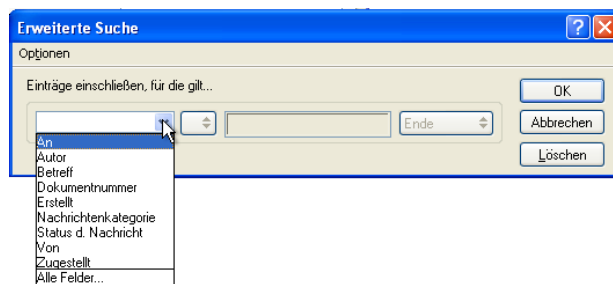 Erweiterte Suche
Optionen
Einträge einschließen, für die gilt...
OK
Ende
Abbrechen
Löschen
An
Autor
Betreff
Dokumentnummer
Erstellt
Nachrichtenkategorie
Status d. Nachricht
Von
Zugestellt
Alle Felder...